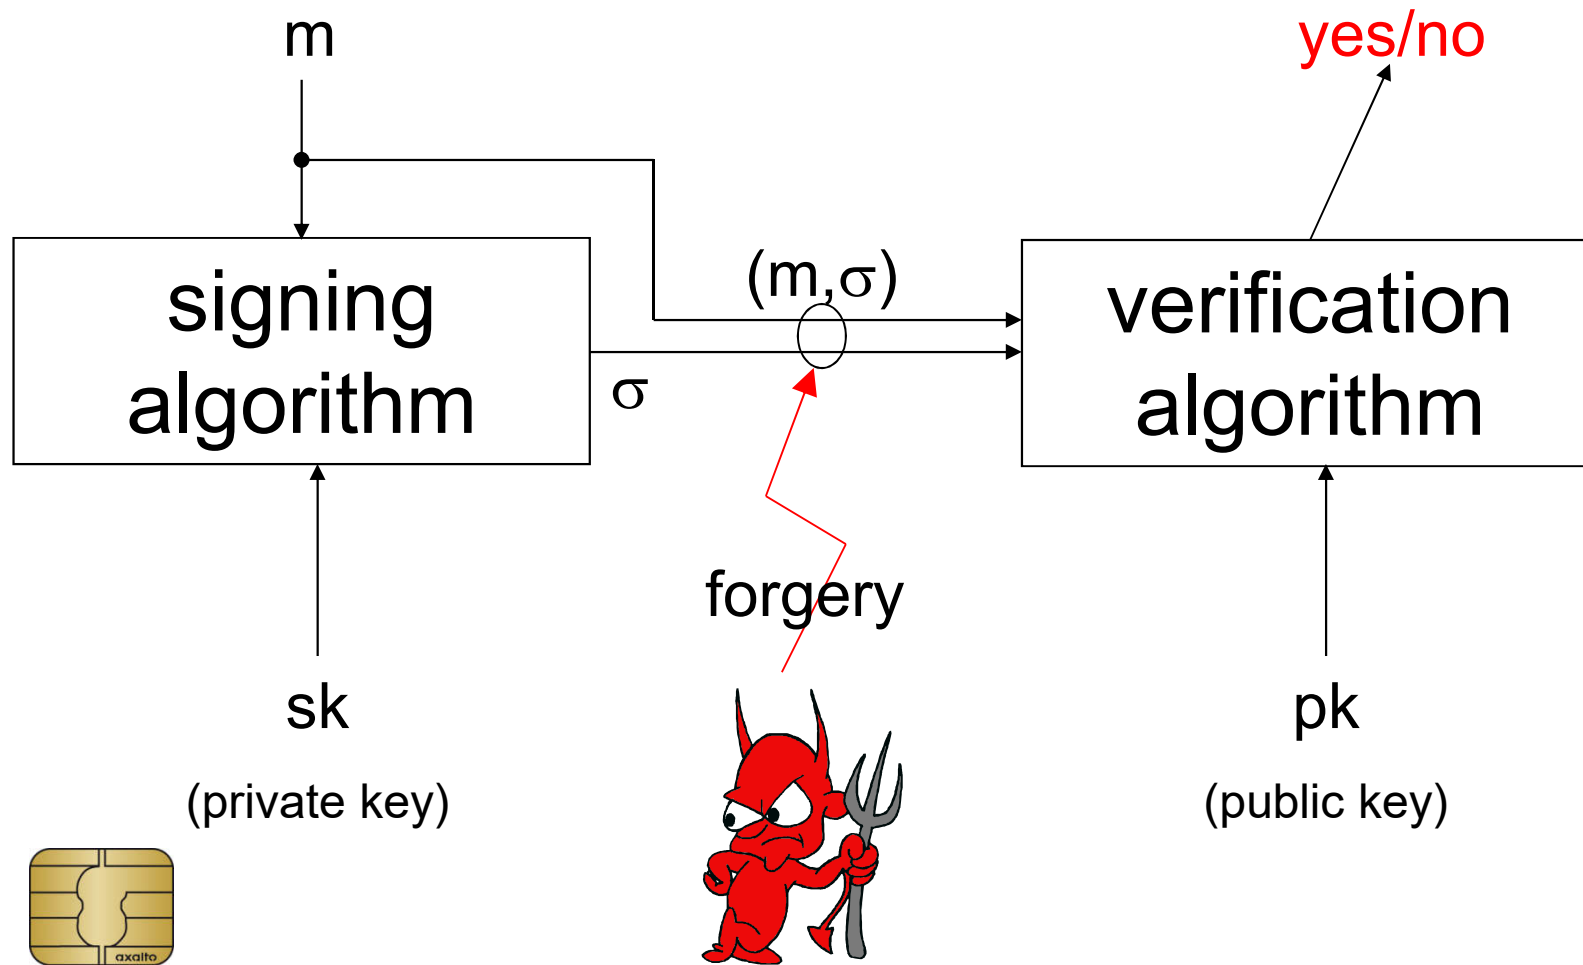 m
yes/no
signing
algorithm
(m,σ)
σ
verification
algorithm
forgery
sk
(private key)
pk
(public key)
axalto